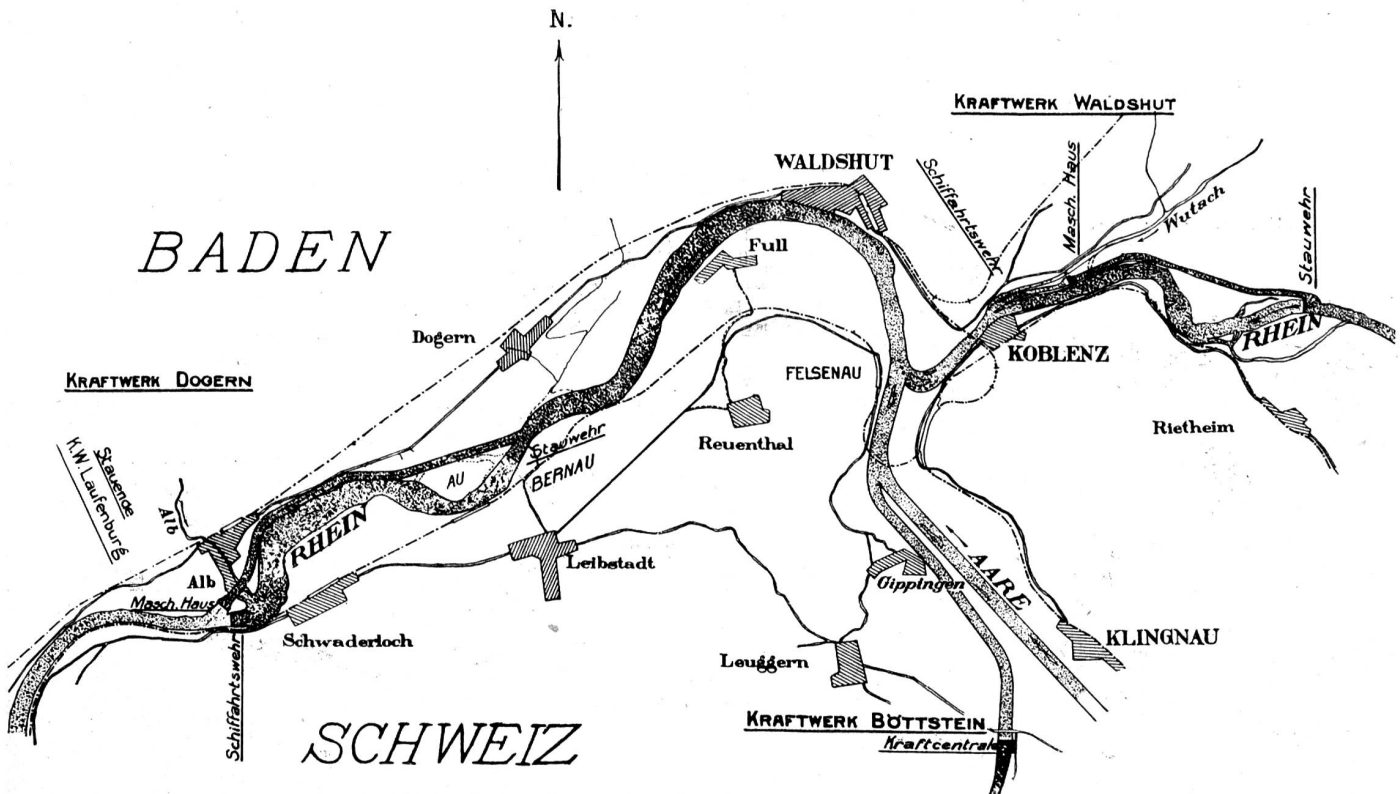 N.
KRAFTWERK WALDSHUT
WALDSHUT
Schiffahrtswehr
Masch. Haus
Wutach
Stauwehr
BADEN
Full
RHEIN
Dogern
KOBLENZ
FELSENAU
KRAFTWERK DOGERN
Rietheim
Reuenthal
Stauwehr
BERNAU
AU
Stauende
K.W. Laufenburg
Alb
RHEIN
Leibstadt
AARE
Gippingen
Alb
Masch. Haus
Schwaderloch
KLINGNAU
Leuggern
Schiffahrtswehr
SCHWEIZ
KRAFTWERK BÖTTSTEIN
Kraftcentrale